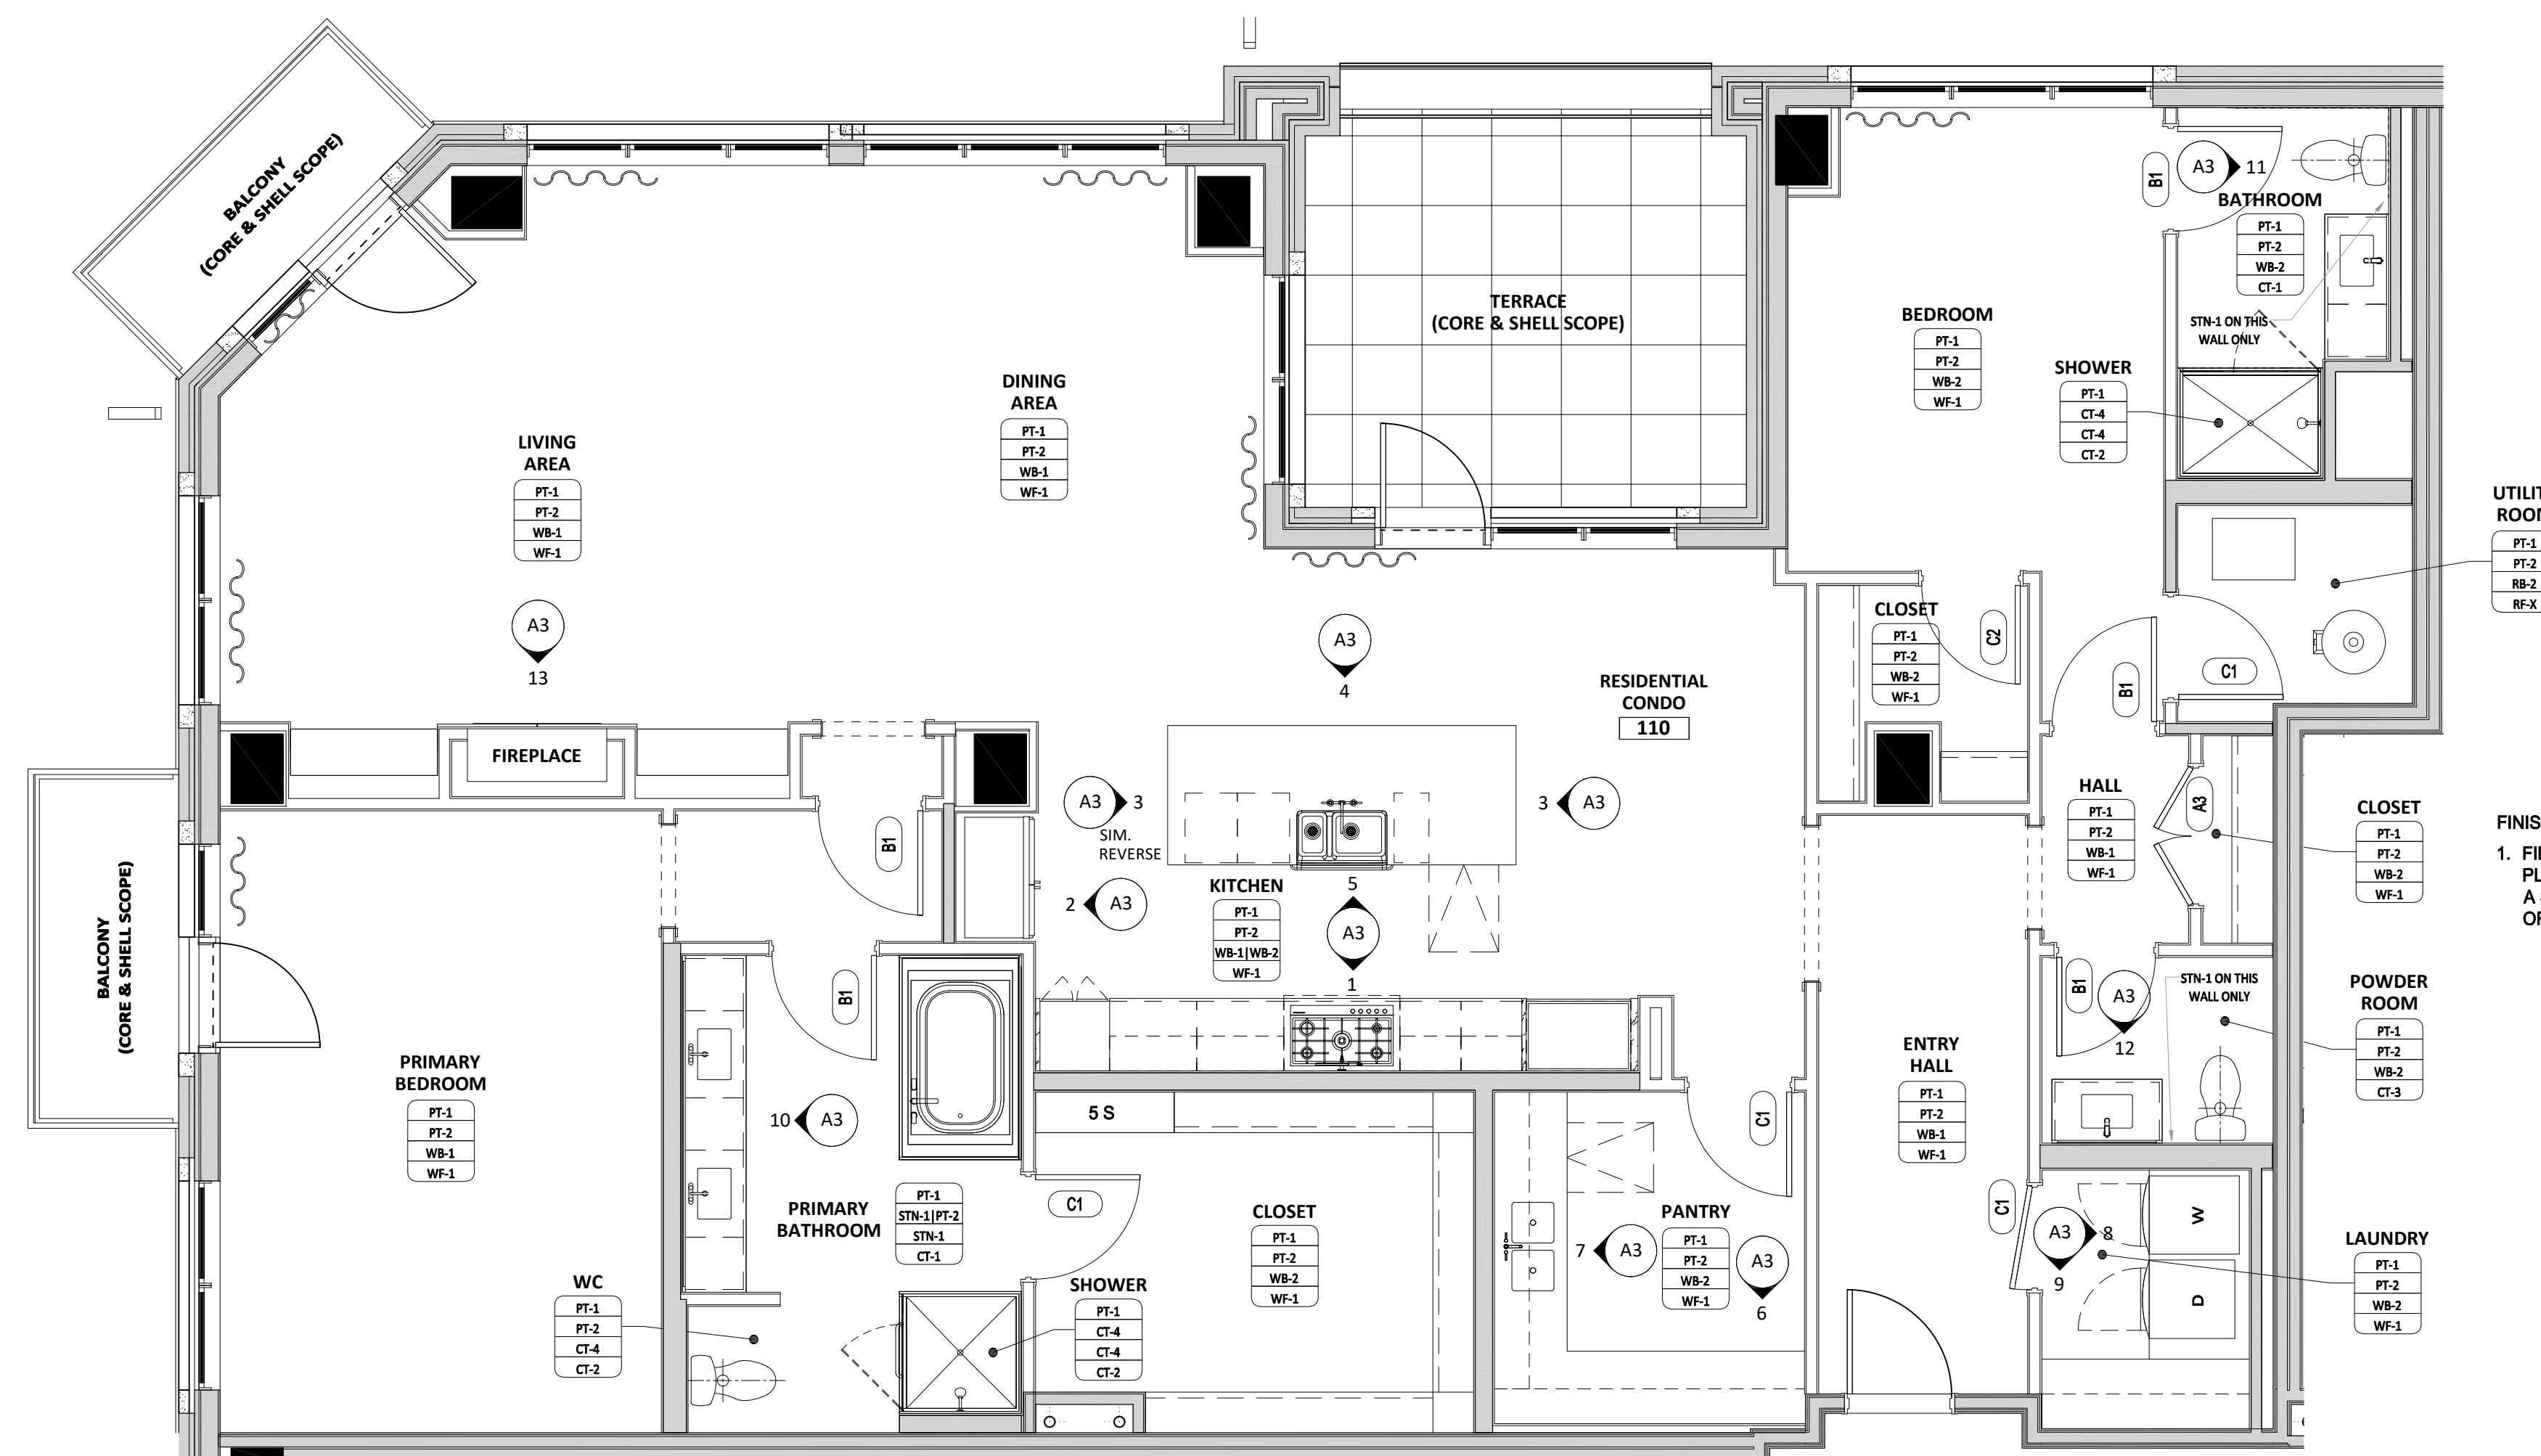 BALCONY
(CORE & SHELL SCOPE)
TERRACE
(CORE & SHELL SCOPE)
LIVING
AREA
PT-1
PT-2
WB-1
WF-1
DINING
AREA
PT-1
PT-2
WB-1
WF-1
BEDROOM
PT-1
PT-2
WB-2
WF-1
B1
A3
11
BATHROOM
PT-1
PT-2
WB-2
CT-1
STN-1 ON THIS
WALL ONLY
SHOWER
PT-1
CT-4
CT-4
CT-2
PT-1
PT-2
RB-2
RF-X
A3
13
A3
4
RESIDENTIAL
CONDO
110
CLOSET
PT-1
PT-2
WB-2
WF-1
C2
B1
C1
FIREPLACE
B1
A3
3
SIM.
REVERSE
3
A3
2
A3
KITCHEN
PT-1
PT-2
WB-1|WB-2
WF-1
5
A3
1
HALL
PT-1
PT-2
WB-1
WF-1
A3
CLOSET
PT-1
PT-2
WB-2
WF-1
1.
BALCONY
(CORE & SHELL SCOPE)
PRIMARY
BEDROOM
PT-1
PT-2
WB-1
WF-1
B1
10
A3
PRIMARY
BATHROOM
PT-1
STN-1|PT-2
STN-1
CT-1
WC
PT-1
PT-2
CT-4
CT-2
SHOWER
PT-1
CT-4
CT-4
CT-2
5 S
C1
CLOSET
PT-1
PT-2
WB-2
WF-1
C1
PANTRY
PT-1
PT-2
WB-2
WF-1
7
A3
A3
6
ENTRY
HALL
PT-1
PT-2
WB-1
WF-1
B1
A3
12
STN-1 ON THIS
WALL ONLY
POWDER
ROOM
PT-1
PT-2
WB-2
CT-3
C1
A3
8
9
W
D
LAUNDRY
PT-1
PT-2
WB-2
WF-1